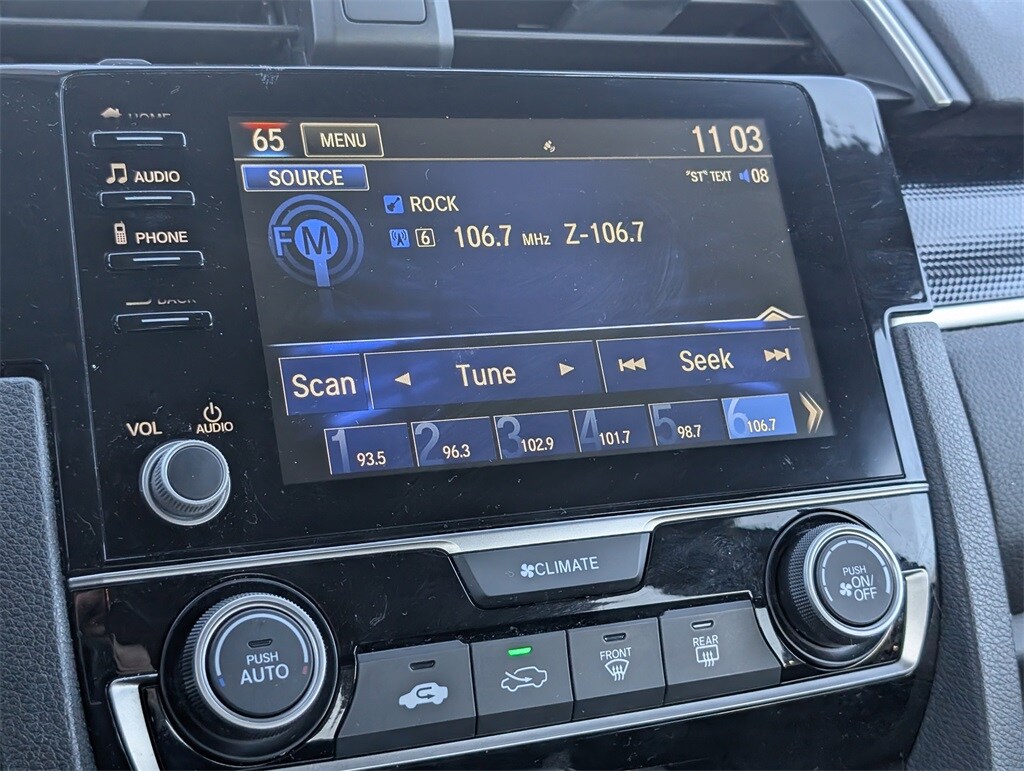 HOME
65 MENU 11 03
AUDIO
SOURCE
"ST" TEXT 08
ROCK
PHONE
FM
6 106.7 MHz Z-106.7
BACK
Scan Tune Seek
1 93.5 2 96.3 3 102.9 4 101.7 5 98.7 6 106.7
VOL AUDIO
CLIMATE
PUSH ON/ OFF
PUSH AUTO
FRONT
REAR